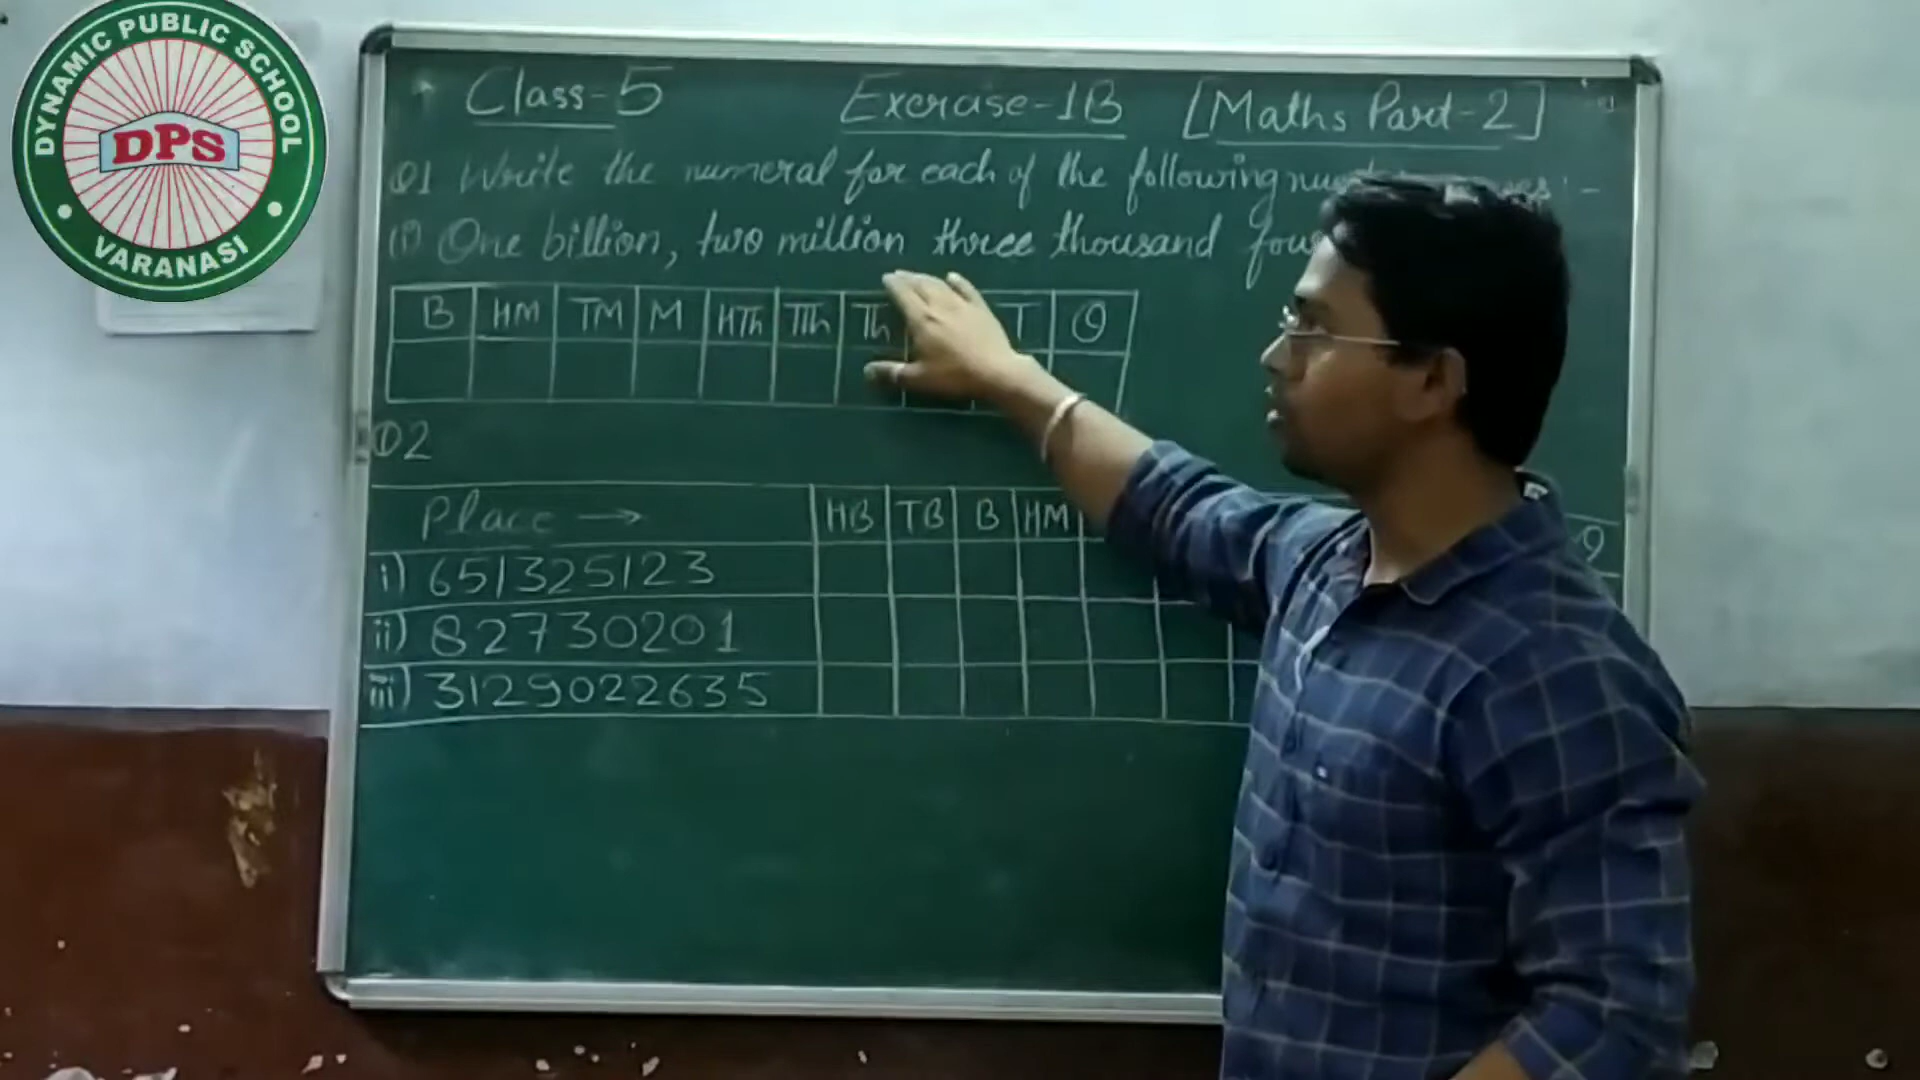 DYNAMIC PUBLIC SCHOOL
DPS
VARANASI
Class-5 Exercise-1B [Maths Part-2]
Q1 Write the numeral for each of the following :-
(i) One billion, two million three thousand
B HM TM M HTh TTh Th T O
Q2
Place → HB TB B HM O
i) 651325123
ii) 82730201
iii) 3129022635